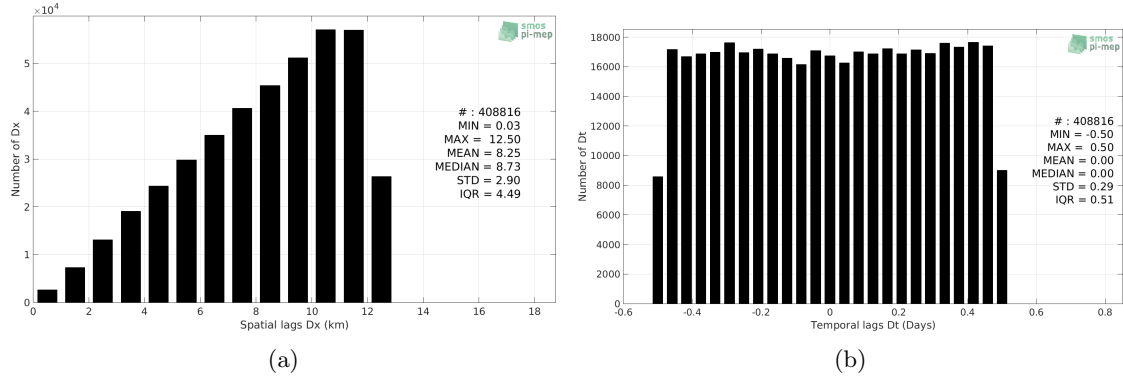 ×10⁴
smos
pi-mep
5
4
3
2
1
0
Number of Dx
# : 408816
MIN = 0.03
MAX = 12.50
MEAN = 8.25
MEDIAN = 8.73
STD = 2.90
IQR = 4.49
0 2 4 6 8 10 12 14 16 18
Spatial lags Dx (km)
(a)
smos
pi-mep
18000
16000
14000
12000
10000
8000
6000
4000
2000
0
Number of Dt
# : 408816
MIN = -0.50
MAX = 0.50
MEAN = 0.00
MEDIAN = 0.00
STD = 0.29
IQR = 0.51
-0.6 -0.4 -0.2 0 0.2 0.4 0.6 0.8
Temporal lags Dt (Days)
(b)